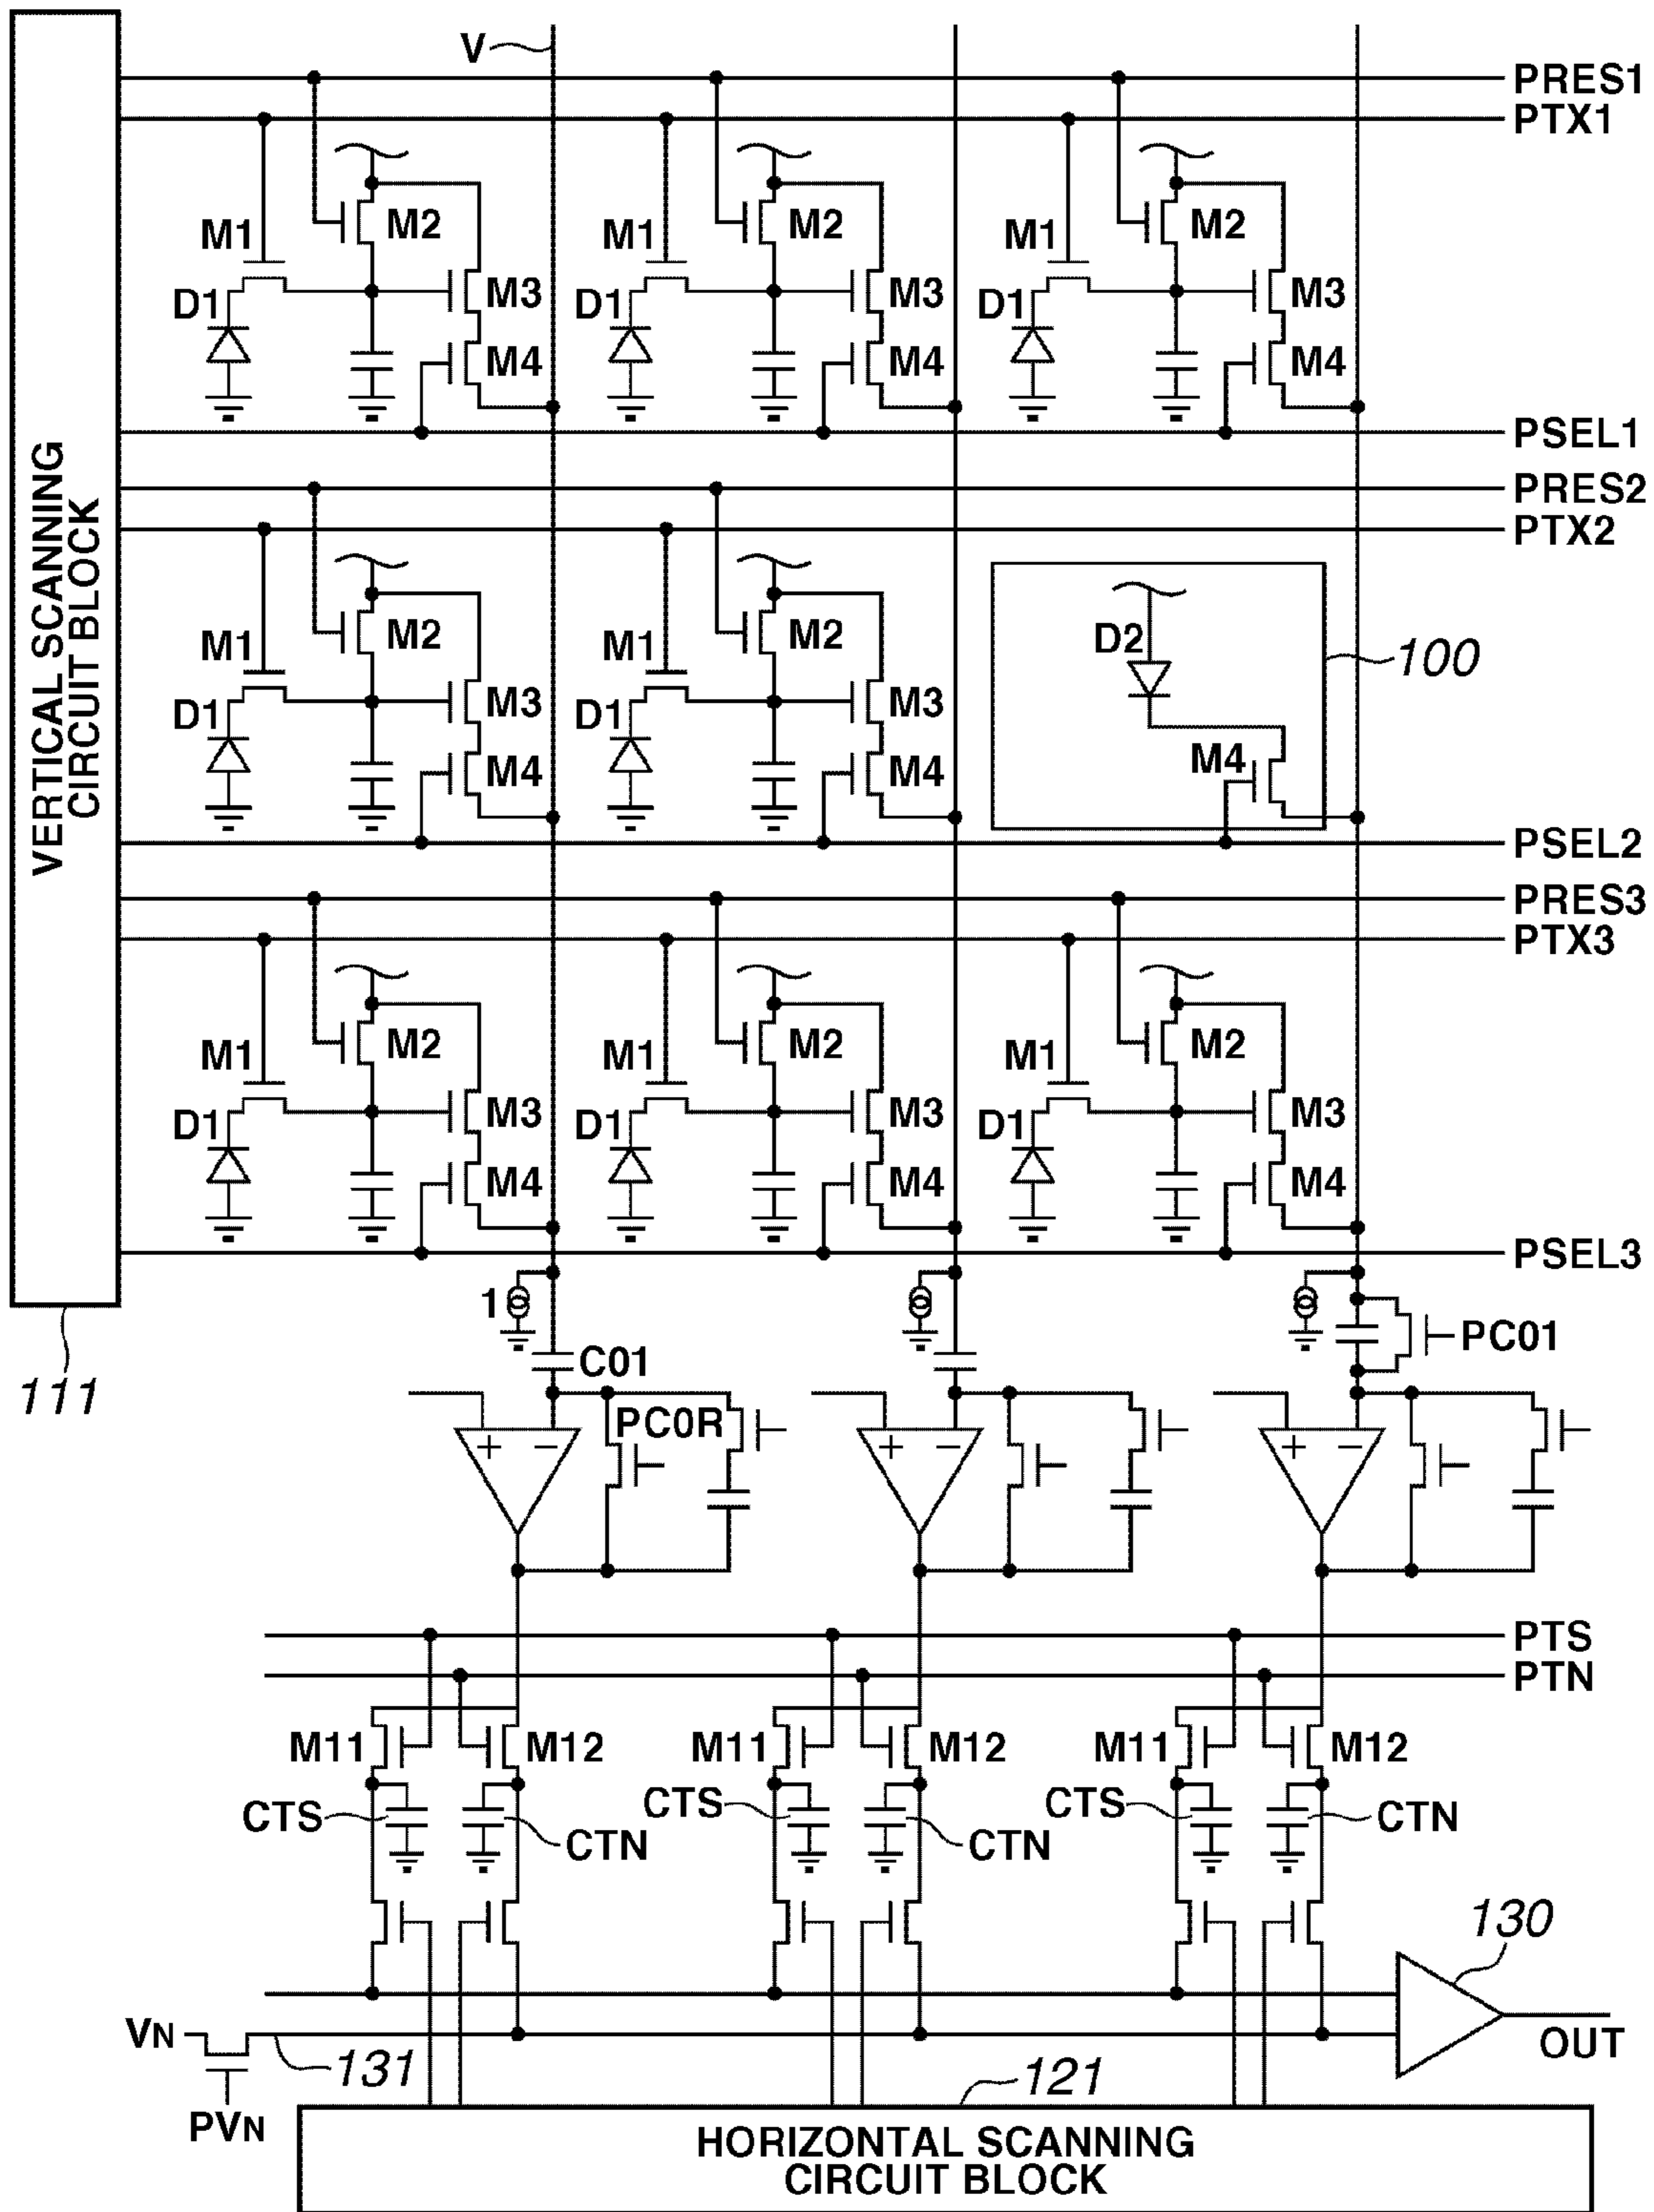 V
PRES1
PTX1
M1 M2 M1 M2 M1 M2
D1 M3 D1 M3 D1 M3
M4 M4 M4
PSEL1
PRES2
PTX2
VERTICAL SCANNING
CIRCUIT BLOCK
M1 M2 M1 M2 D2 100
D1 M3 D1 M3
M4 M4 M4
PSEL2
PRES3
PTX3
M1 M2 M1 M2 M1 M2
D1 M3 D1 M3 D1 M3
M4 M4 M4
PSEL3
1
PC01
C01
111
PC0R
+ − + − + −
PTS
PTN
M11 M12 M11 M12 M11 M12
CTS CTN CTS CTN CTS CTN
130
VN
131
OUT
PVN
121
HORIZONTAL SCANNING
CIRCUIT BLOCK